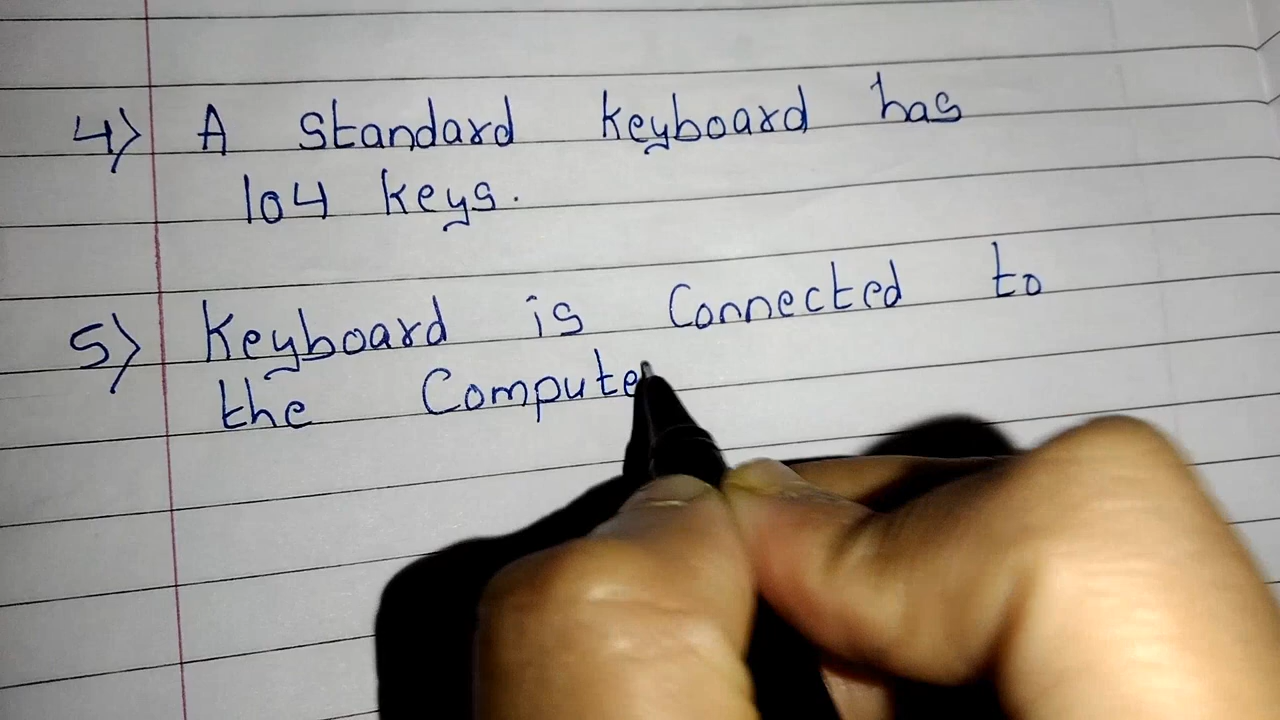 4) A standard keyboard has
104 keys.
5) Keyboard is Connected to
the Compute